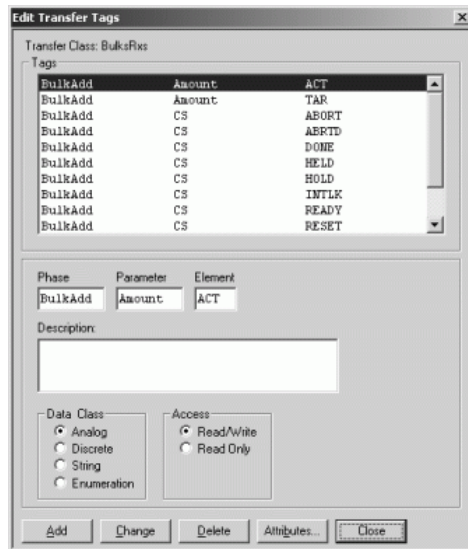 Edit Transfer Tags
Transfer Class: BulksRxs
Tags
BulkAdd Amount ACT
BulkAdd Amount TAR
BulkAdd CS ABORT
BulkAdd CS ABRTD
BulkAdd CS DONE
BulkAdd CS HELD
BulkAdd CS HOLD
BulkAdd CS INTLK
BulkAdd CS READY
BulkAdd CS RESET
Phase Parameter Element
BulkAdd Amount ACT
Description:
Data Class Access
Analog Read/Write
Discrete Read Only
String
Enumeration
Add Change Delete Attributes... Close